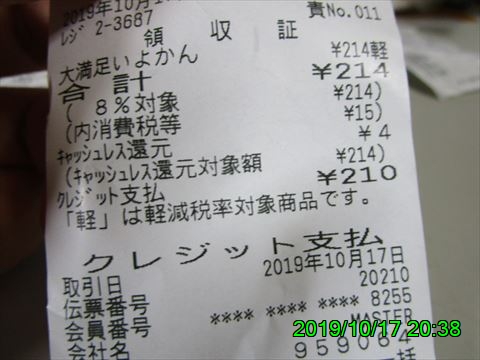 2019年10月1
レジ 2-3687 責No.011
領 収 証
大満足いよかん ¥214軽
合 計 ¥214
( 8%対象 ¥214)
(内消費税等 ¥15)
キャッシュレス還元 ¥4
(キャッシュレス還元対象額 ¥214)
クレジット支払 ¥210
「軽」は軽減税率対象商品です。
クレジット支払
取引日 2019年10月17日
伝票番号 20210
会員番号 **** **** **** 8255
会社名 MASTER
2019/10/17 20:38